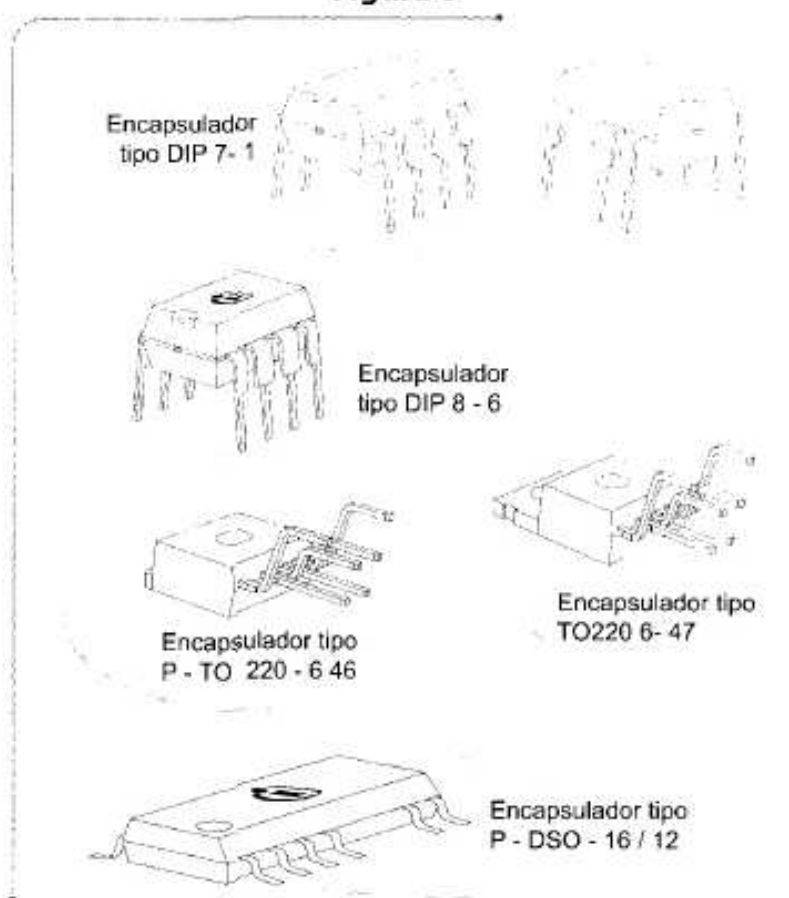 Encapsulador
tipo DIP 7- 1
Encapsulador
tipo DIP 8 - 6
Encapsulador tipo
TO220 6- 47
Encapsulador tipo
P - TO 220 - 6 46
Encapsulador tipo
P - DSO - 16 / 12